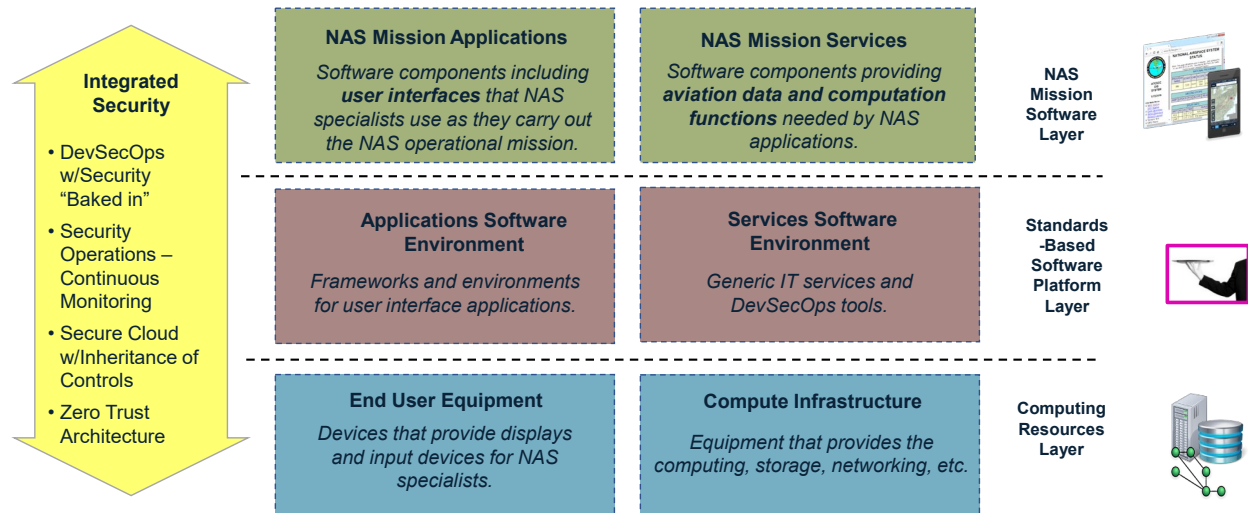 Integrated
Security
• DevSecOps
w/Security
“Baked in”
• Security
Operations –
Continuous
Monitoring
• Secure Cloud
w/Inheritance of
Controls
• Zero Trust
Architecture
NAS Mission Applications
Software components including
user interfaces that NAS
specialists use as they carry out
the NAS operational mission.
NAS Mission Services
Software components providing
aviation data and computation
functions needed by NAS
applications.
NAS
Mission
Software
Layer
NATIONAL AIRSPACE SYSTEM
STATUS
Applications Software
Environment
Frameworks and environments
for user interface applications.
Services Software
Environment
Generic IT services and
DevSecOps tools.
Standards
-Based
Software
Platform
Layer
End User Equipment
Devices that provide displays
and input devices for NAS
specialists.
Compute Infrastructure
Equipment that provides the
computing, storage, networking, etc.
Computing
Resources
Layer